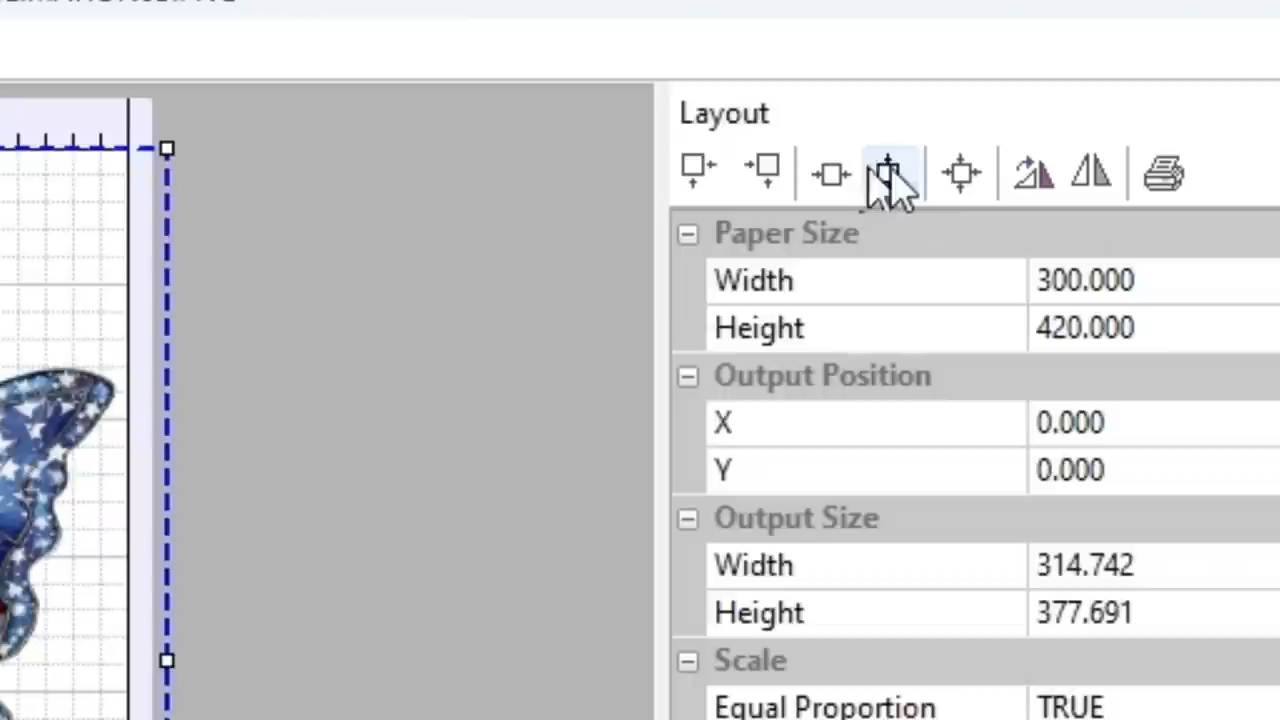 Layout
Paper Size
Width 300.000
Height 420.000
Output Position
X 0.000
Y 0.000
Output Size
Width 314.742
Height 377.691
Scale
Equal Proportion TRUE